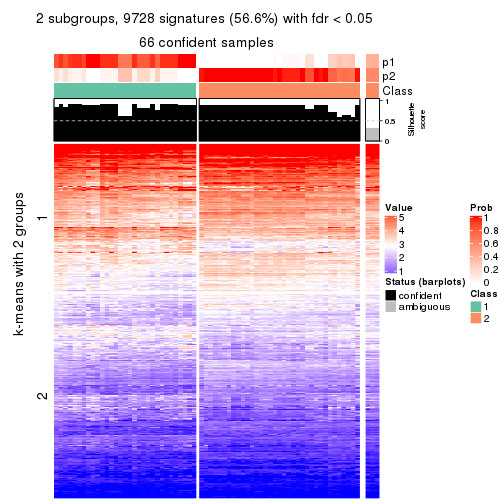 2 subgroups, 9728 signatures (56.6%) with fdr < 0.05
66 confident samples
p1
p2
Class
1
0.5
0
Silhouette
score
k-means with 2 groups
1
2
Value
5
4
3
2
1
Status (barplots)
confident
ambiguous
Prob
1
0.8
0.6
0.4
0.2
0
Class
1
2